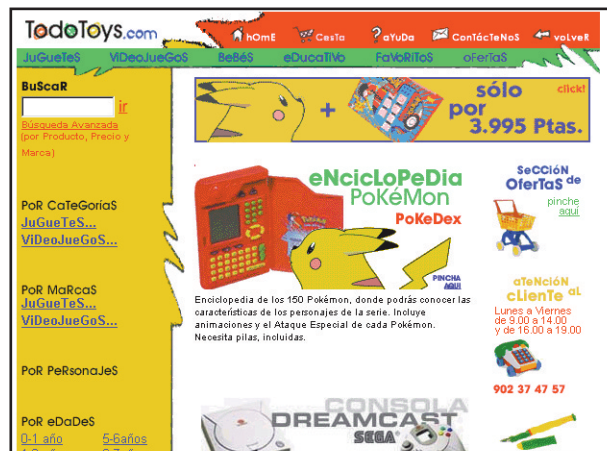 TodoToys.com
hOmE CesTa ? aYuDa ConTácTeNoS voLveR
JuGueTeS ViDeoJueGoS BeBéS eDucaTiVo FaVoRiToS oFerTaS
BuScaR
ir
Búsqueda Avanzada
(por Producto, Precio y
Marca)
PoR CaTeGoríaS
JuGueTeS...
ViDeoJueGoS...
PoR MaRcaS
JuGueTeS...
ViDeoJueGoS...
PoR PeRsonaJeS
PoR eDaDeS
0-1 año 5-6años
+
sólo
por
3.995 Ptas.
click!
eNcicLoPeDia
PoKéMon
PoKeDex
PINCHA
AQUI
Enciclopedia de los 150 Pokémon, donde podrás conocer las
características de los personajes de la serie. Incluye
animaciones y el Ataque Especial de cada Pokémon.
Necesita pilas, incluidas.
CONSOLA
DREAMCAST
SEGA
SeCCióN de
OferTaS
pinche
aquí
aTeNcióN aL
cLieNTe
Lunes a Viernes
de 9.00 a 14.00
y de 16.00 a 19.00
902 37 47 57